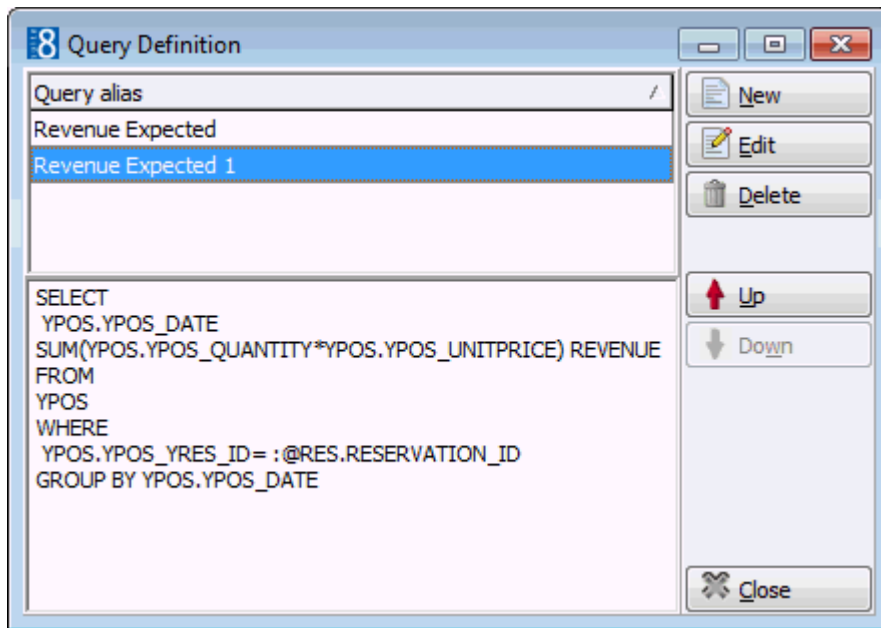 8 Query Definition
Query alias
Revenue Expected
Revenue Expected 1
SELECT
YPOS.YPOS_DATE
SUM(YPOS.YPOS_QUANTITY*YPOS.YPOS_UNITPRICE) REVENUE
FROM
YPOS
WHERE
YPOS.YPOS_YRES_ID= :@RES.RESERVATION_ID
GROUP BY YPOS.YPOS_DATE
New
Edit
Delete
Up
Down
Close